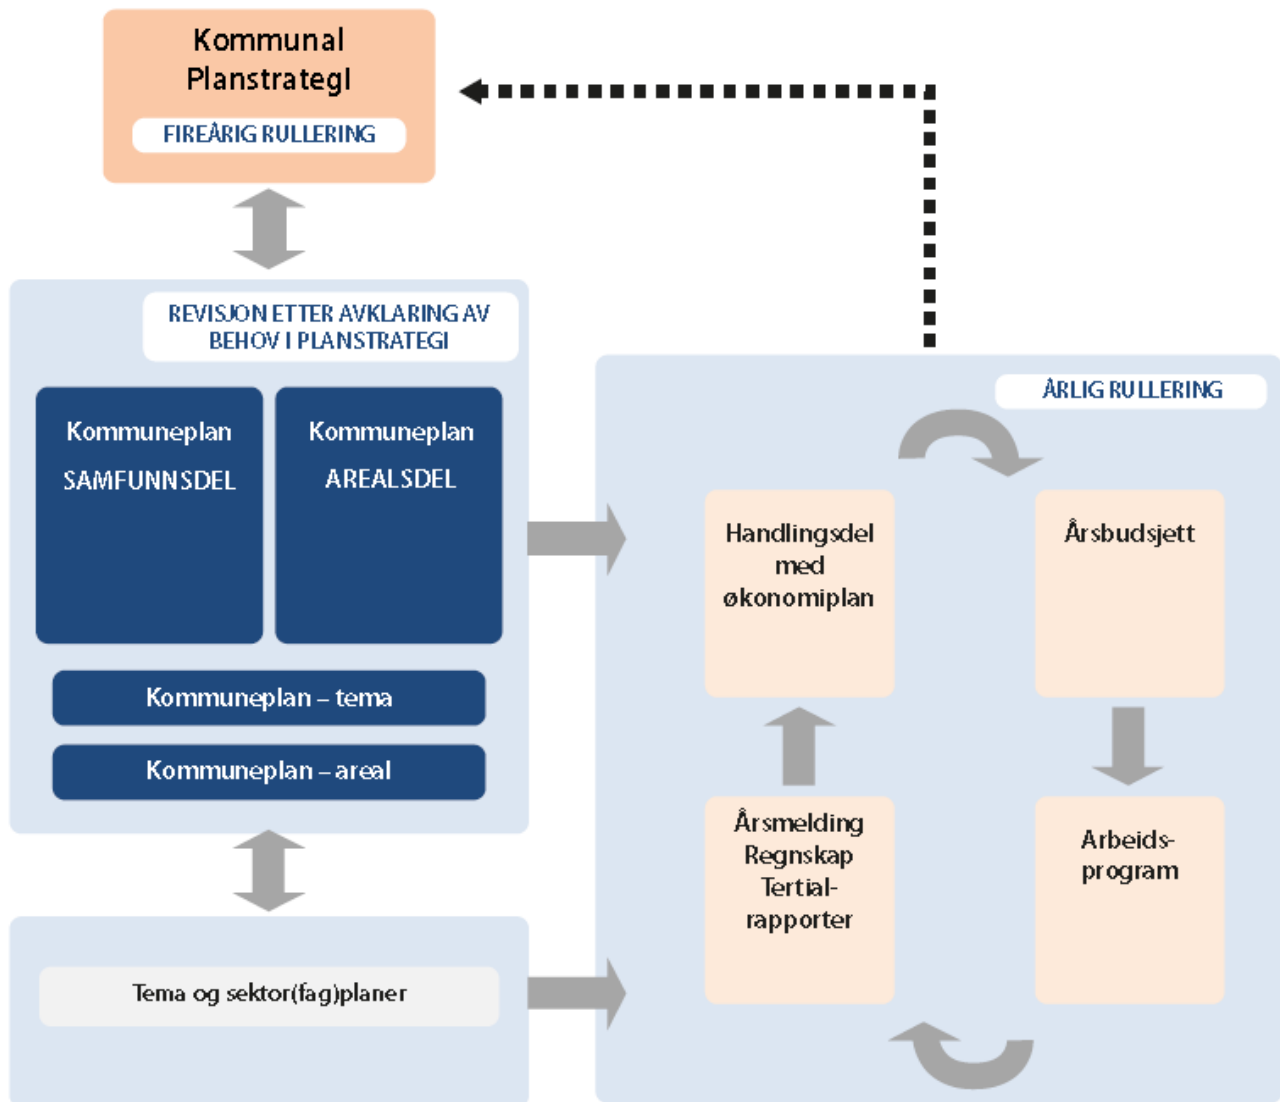 Kommunal
PlanstrategI
FIREÅRIG RULLERING
REVISJON ETTER AVKLARING AV
BEHOV I PLANSTRATEGI
Kommuneplan
SAMFUNNSDEL
Kommuneplan
AREALSDEL
Kommuneplan – tema
Kommuneplan – areal
Tema og sektor(fag)planer
ÅRLIG RULLERING
Handlingsdel
med
økonomiplan
Årsbudsjett
Årsmelding
Regnskap
Tertial-
rapporter
Arbeids-
program